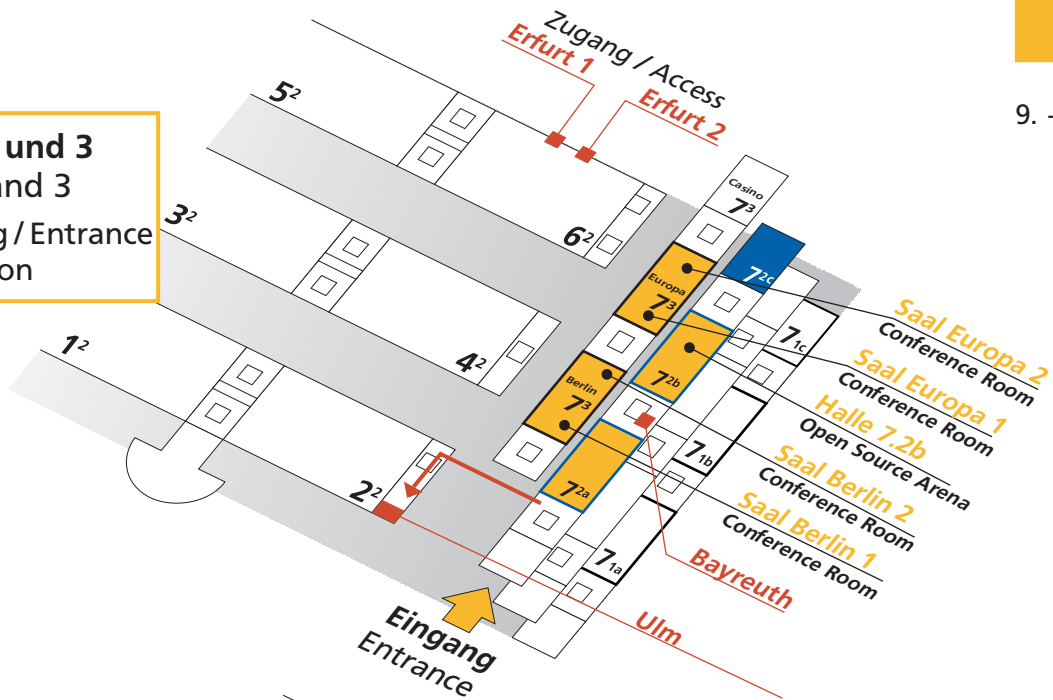 Zugang / Access
Erfurt 1
Erfurt 2
9. -
und 3
and 3
g / Entrance
on
5²
3²
1²
6²
4²
2²
Casino
7³
7²ᶜ
Europa
7³
7₁c
7²ᵇ
Berlin
7³
7₁b
7²ᵃ
7₁a
Saal Europa 2
Conference Room
Saal Europa 1
Conference Room
Halle 7.2b
Open Source Arena
Saal Berlin 2
Conference Room
Saal Berlin 1
Conference Room
Bayreuth
Ulm
Eingang
Entrance